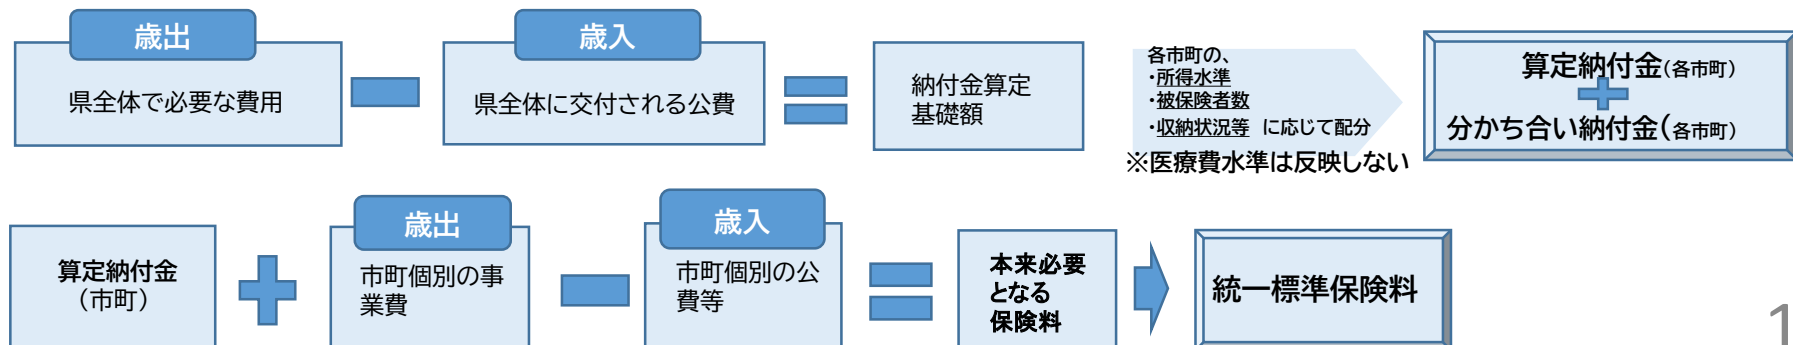 歳出
県全体で必要な費用
歳入
県全体に交付される公費
納付金算定
基礎額
各市町の、
・所得水準
・被保険者数
・収納状況等 に応じて配分
※医療費水準は反映しない
算定納付金(各市町)
分かち合い納付金(各市町)
算定納付金
(市町)
歳出
市町個別の事
業費
歳入
市町個別の公
費等
本来必要
となる
保険料
統一標準保険料
1